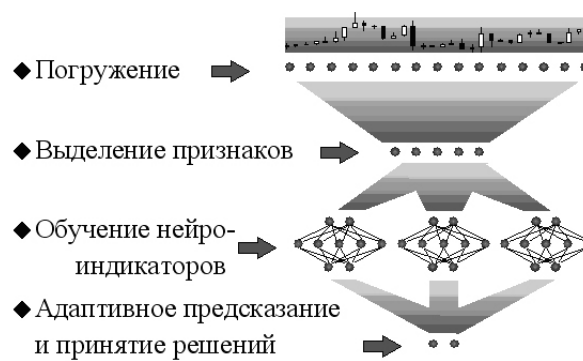 ◆ Погружение
◆ Выделение признаков
◆ Обучение нейро-
индикаторов
◆ Адаптивное предсказание
и принятие решений